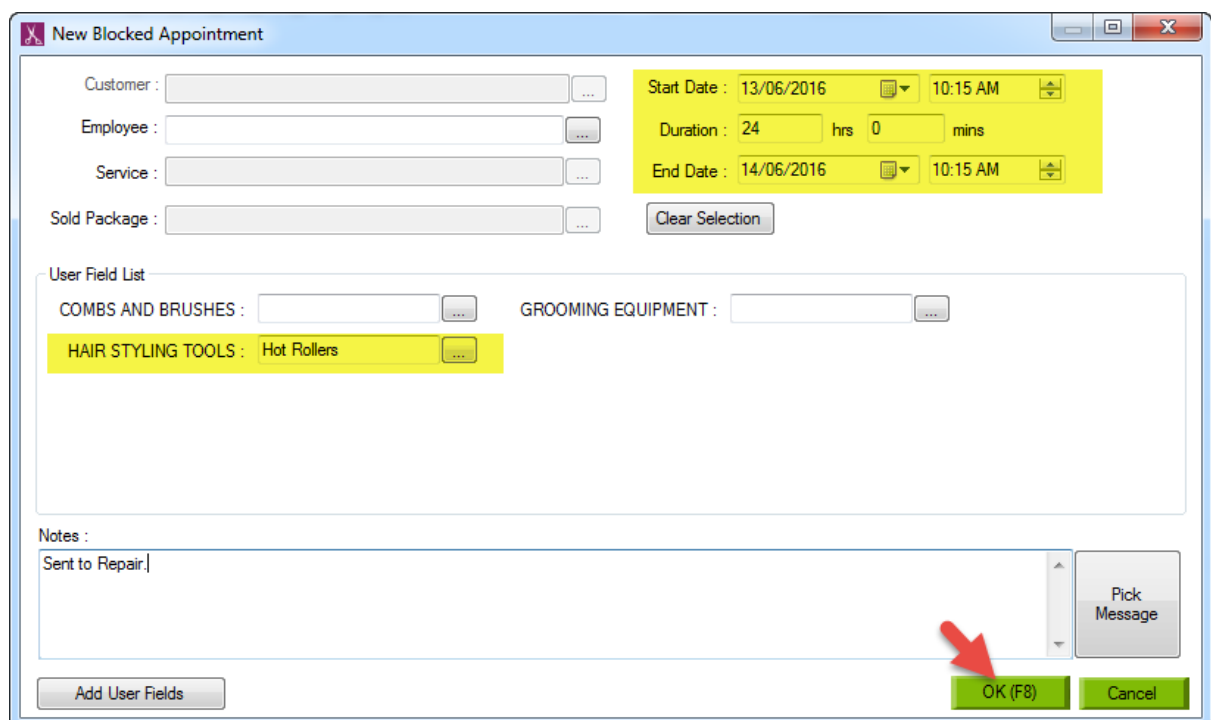 New Blocked Appointment
Customer : ...
Start Date : 13/06/2016 10:15 AM
Employee : ...
Duration : 24 hrs 0 mins
Service : ...
End Date : 14/06/2016 10:15 AM
Sold Package : ...
Clear Selection
User Field List
COMBS AND BRUSHES : ... GROOMING EQUIPMENT : ...
HAIR STYLING TOOLS : Hot Rollers ...
Notes :
Sent to Repair.
Pick
Message
Add User Fields
OK (F8)
Cancel